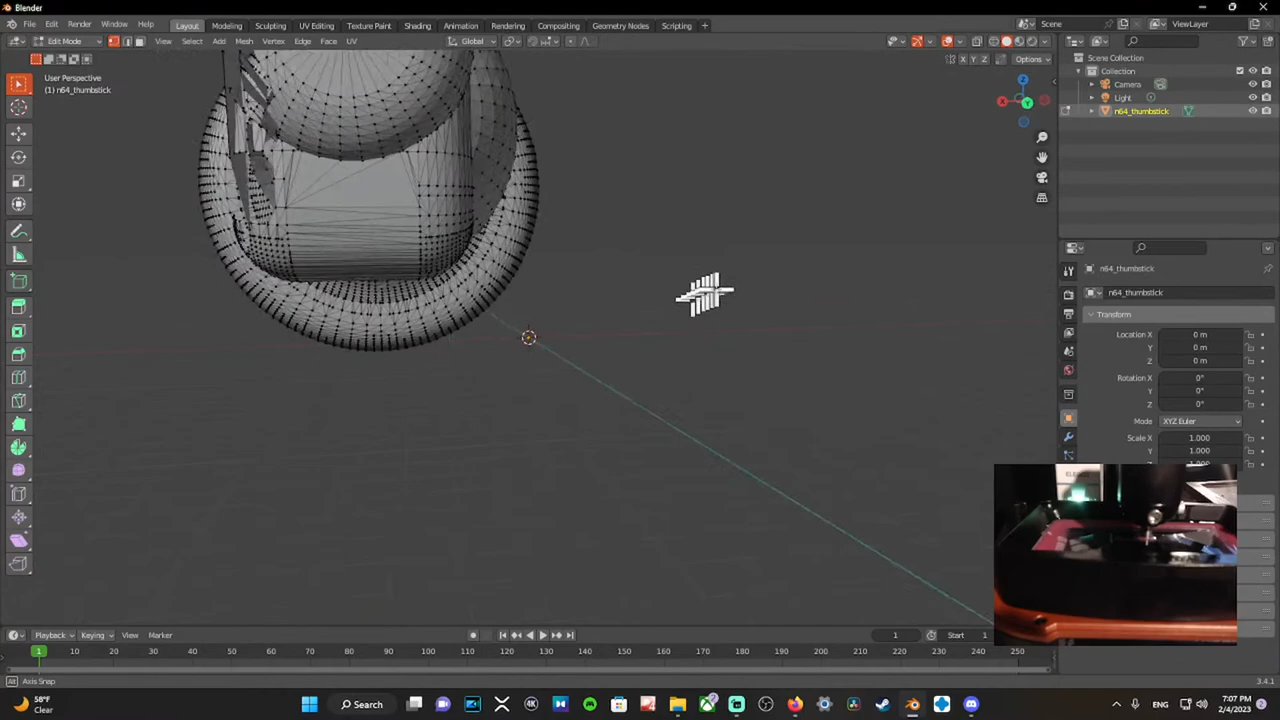 Blender
File Edit Render Window Help Layout Modeling Sculpting UV Editing Texture Paint Shading Animation Rendering Compositing Geometry Nodes Scripting + Scene ViewLayer
Edit Mode View Select Add Mesh Vertex Edge Face UV Global
X Y Z Options
User Perspective
(1) n64_thumbstick
Z
X Y
Scene Collection
Collection
Camera
Light
n64_thumbstick
n64_thumbstick
n64_thumbstick
Transform
Location X 0 m
Y 0 m
Z 0 m
Rotation X 0°
Y 0°
Z 0°
Mode XYZ Euler
Scale X 1.000
Y 1.000
Playback Keying View Marker 1 Start 1
1 10 20 30 40 50 60 70 80 90 100 110 120 130 140 150 160 170 180 190 200 210 220 230 240 250
Alt Axis Snap 3.4.1
58°F
Clear
Search
ENG
7:07 PM
2/4/2023